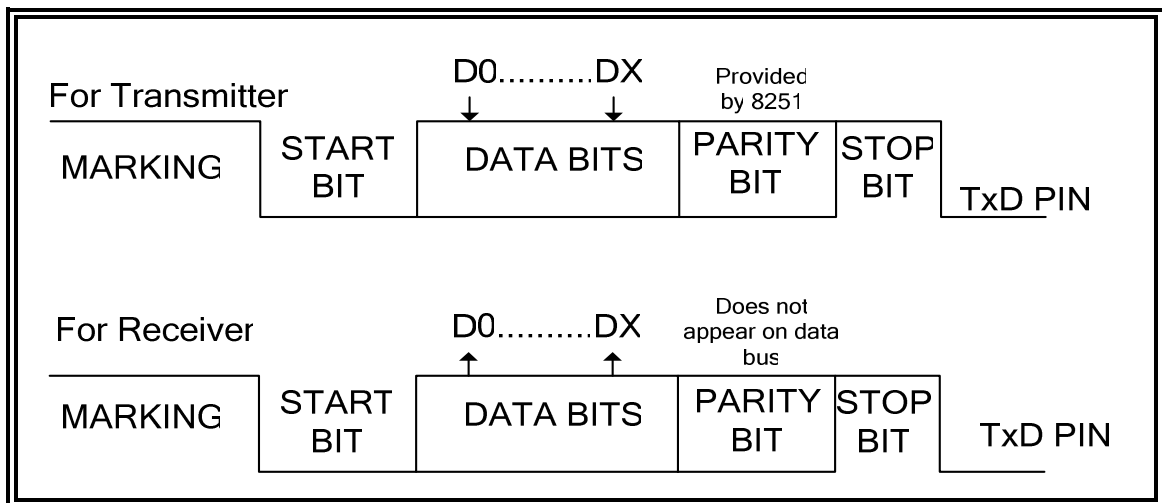 For Transmitter
D0..........DX
Provided
by 8251
MARKING
START
BIT
DATA BITS
PARITY
BIT
STOP
BIT
TxD PIN
For Receiver
D0..........DX
Does not
appear on data
bus
MARKING
START
BIT
DATA BITS
PARITY
BIT
STOP
BIT
TxD PIN